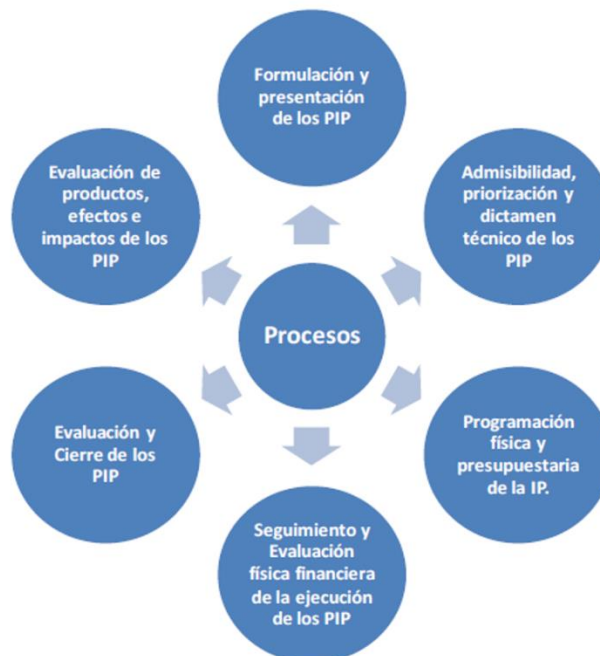 Formulación y
presentación
de los PIP
Evaluación de
productos,
efectos e
impactos de los
PIP
Admisibilidad,
priorización y
dictamen
técnico de los
PIP
Procesos
Evaluación y
Cierre de los
PIP
Programación
física y
presupuestaria
de la IP.
Seguimiento y
Evaluación
física financiera
de la ejecución
de los PIP